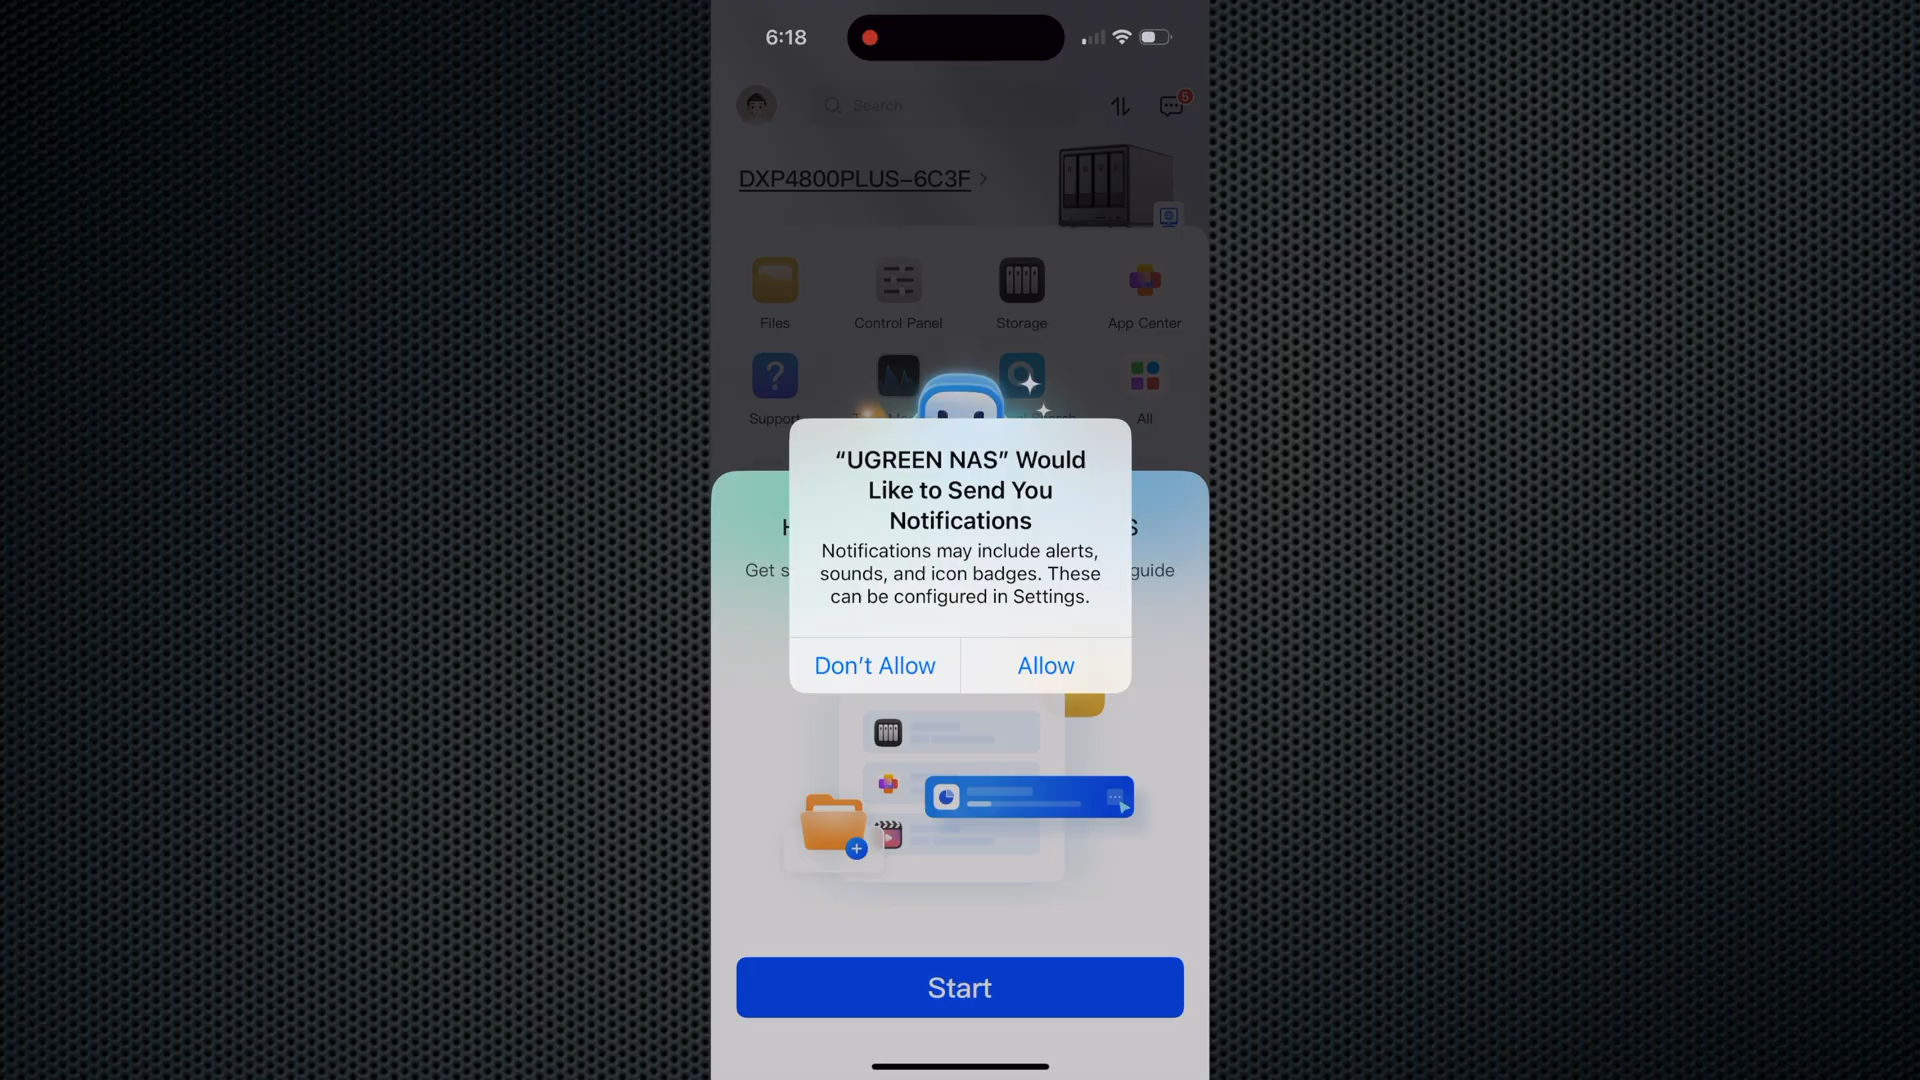 6:18
Search
5
DXP4800PLUS-6C3F
Files
Control Panel
Storage
App Center
Support
All
“UGREEN NAS” Would
Like to Send You
Notifications
Notifications may include alerts,
sounds, and icon badges. These
can be configured in Settings.
Get s
guide
Don’t Allow
Allow
Start